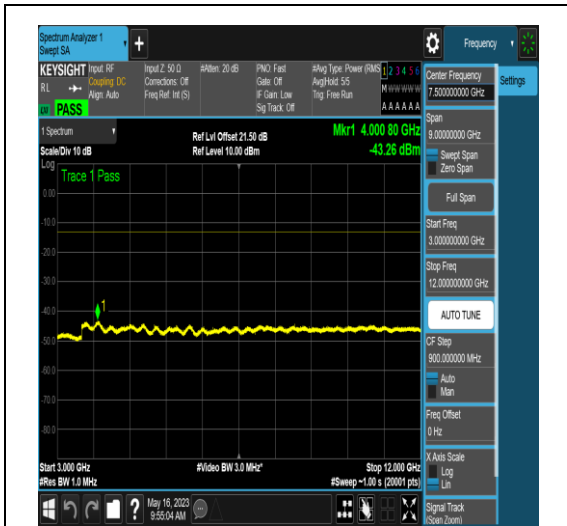 Spectrum Analyzer 1
Swept SA
Frequency
KEYSIGHT
RL
PASS
Input: RF
Coupling: DC
Align: Auto
Input Z: 50 Ω
Corrections: Off
Freq Ref: Int (S)
#Atten: 20 dB
PNO: Fast
Gate: Off
IF Gain: Low
Sig Track: Off
#Avg Type: Power (RMS
Avg|Hold: 5/5
Trig: Free Run
1 2 3 4 5 6
M W W W W W
A A A A A A
Center Frequency
7.500000000 GHz
Settings
Span
9.00000000 GHz
Swept Span
Zero Span
Full Span
Start Freq
3.000000000 GHz
Stop Freq
12.000000000 GHz
AUTO TUNE
CF Step
900.000000 MHz
Auto
Man
Freq Offset
0 Hz
X Axis Scale
Log
Lin
Signal Track
(Span Zoom)
1 Spectrum
Scale/Div 10 dB
Ref Lvl Offset 21.50 dB
Ref Level 10.00 dBm
Mkr1 4.000 80 GHz
-43.26 dBm
Log
Trace 1 Pass
0.00
-10.0
-20.0
-30.0
-40.0
1
-50.0
-60.0
-70.0
-80.0
Start 3.000 GHz
#Res BW 1.0 MHz
#Video BW 3.0 MHz*
Stop 12.000 GHz
#Sweep ~1.00 s (20001 pts)
?
May 16, 2023
9:55:04 AM